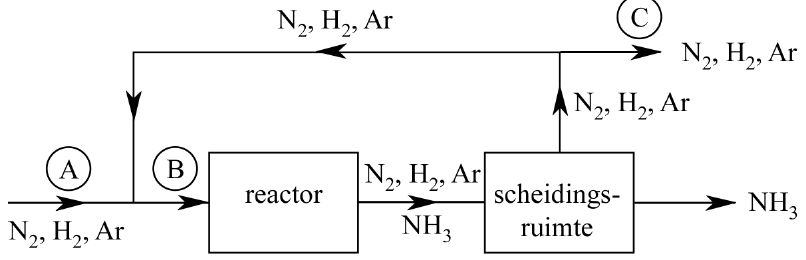 N₂, H₂, Ar
C
N₂, H₂, Ar
N₂, H₂, Ar
A
B
reactor
N₂, H₂, Ar
NH₃
scheidings-
ruimte
NH₃
N₂, H₂, Ar